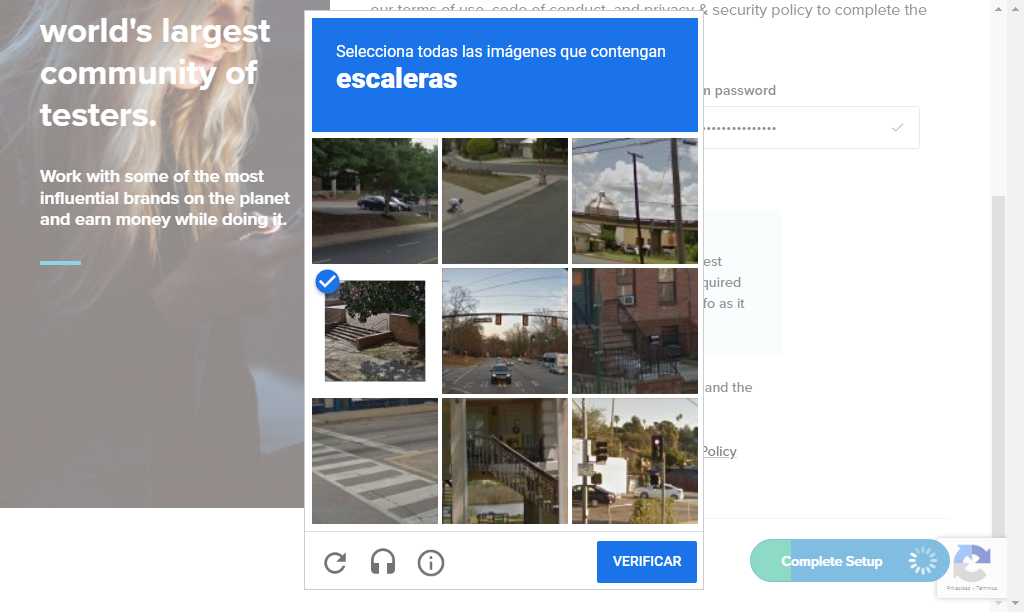 world's largest
community of
testers.
Work with some of the most
influential brands on the planet
and earn money while doing it.
our terms of use, code of conduct, and privacy & security policy to complete the
Selecciona todas las imágenes que contengan
escaleras
VERIFICAR
m password
est
quired
fo as it
and the
Policy
Complete Setup
Privacidad - Términos